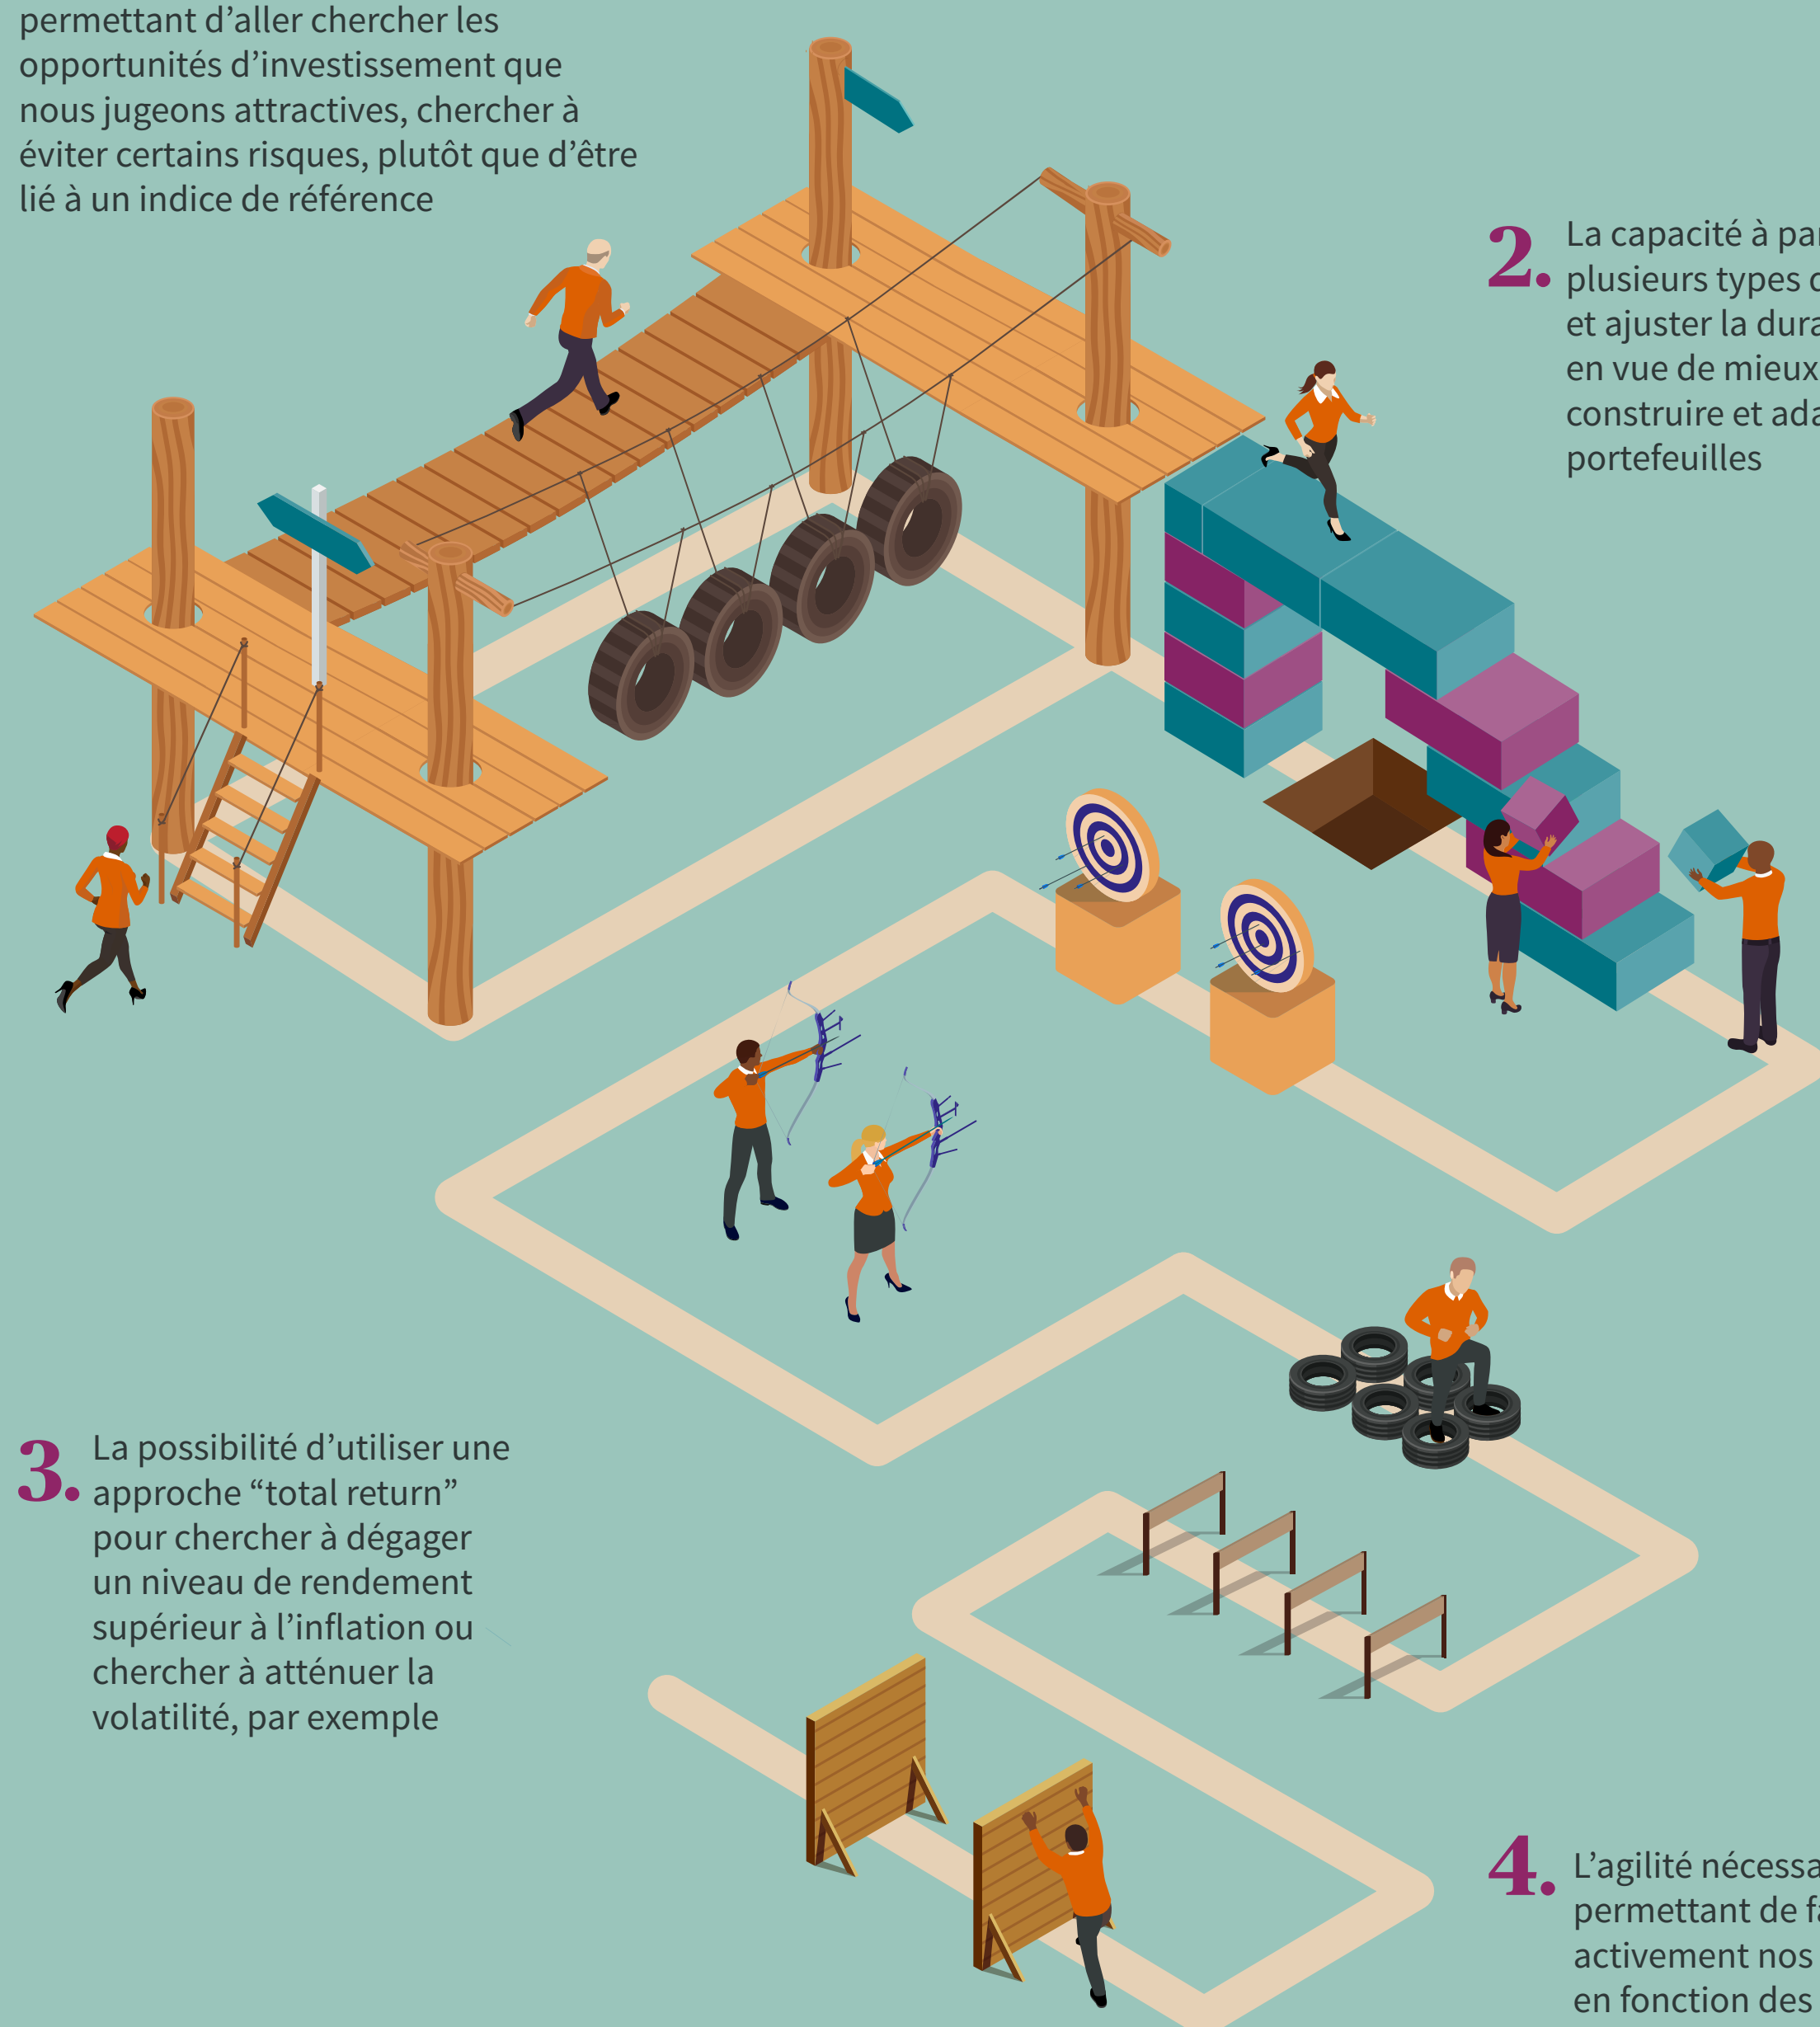 permettant d’aller chercher les
opportunités d’investissement que
nous jugeons attractives, chercher à
éviter certains risques, plutôt que d’être
lié à un indice de référence
2. La capacité à
plusieurs types
et ajuster la
en vue de mieux
construire et
portefeuilles
3. La possibilité d’utiliser une
approche “total return”
pour chercher à dégager
un niveau de rendement
supérieur à l’inflation ou
chercher à atténuer la
volatilité, par exemple
4. L’agilité
permettant de
activement nos
en fonction des